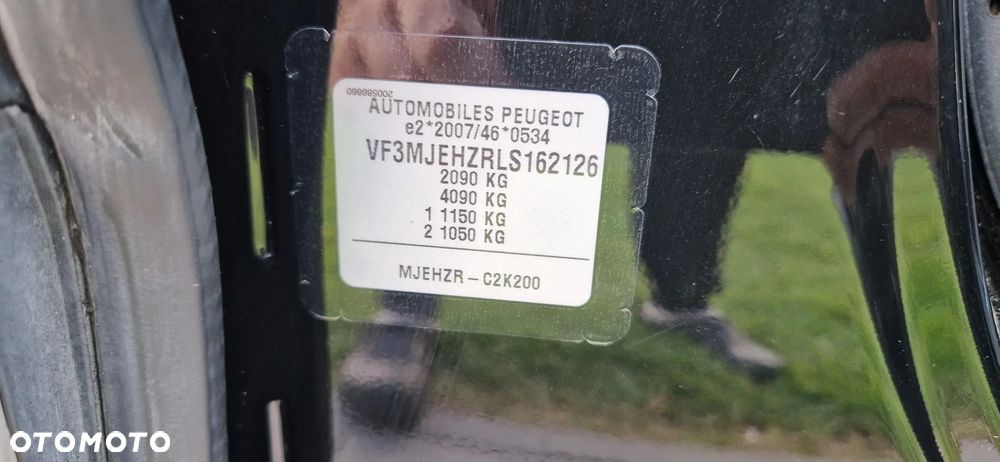 200586860
AUTOMOBILES PEUGEOT
e2*2007/46*0534
VF3MJEHZRLS162126
2090 KG
4090 KG
1 1150 KG
2 1050 KG
MJEHZR-C2K200
OTOMOTO